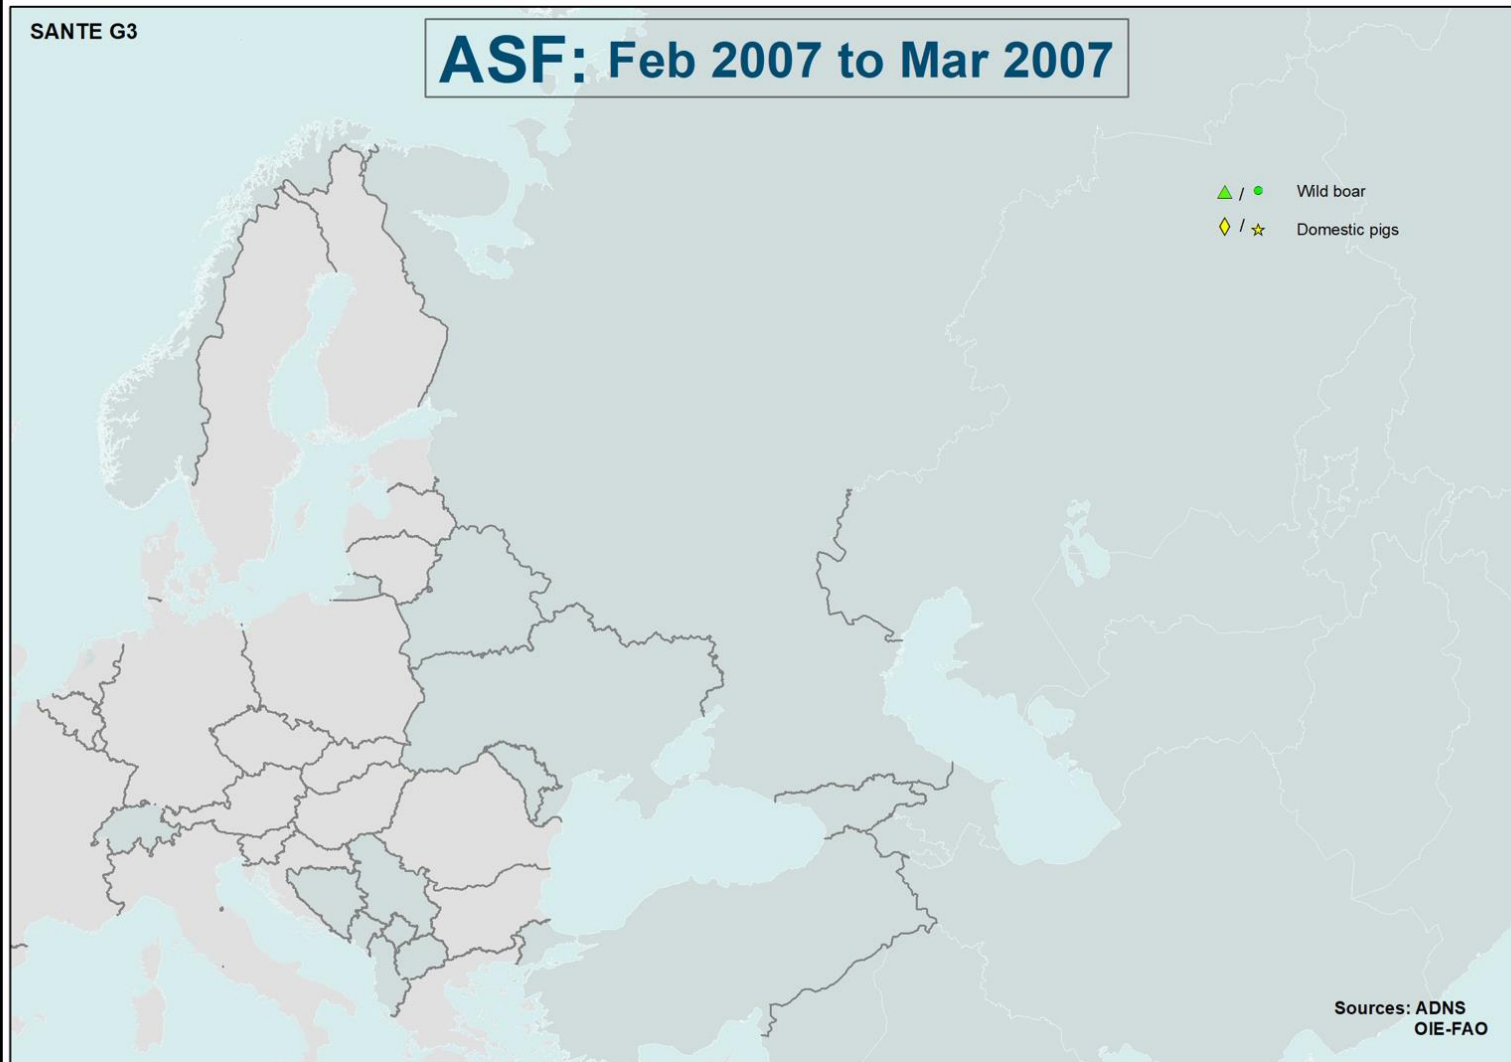 SANTE G3
ASF: Feb 2007 to Mar 2007
/ Wild boar
/ Domestic pigs
Sources: ADNS
OIE-FAO